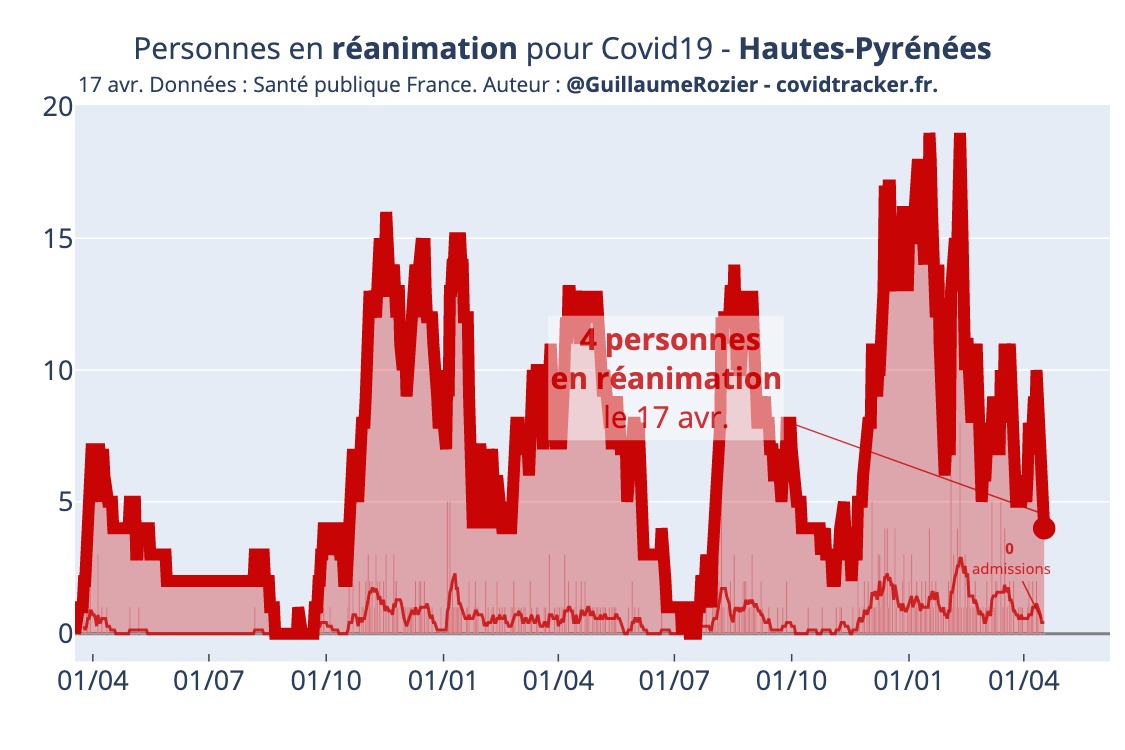 Personnes en réanimation pour Covid19 - Hautes-Pyrénées
17 avr. Données : Santé publique France. Auteur : @GuillaumeRozier - covidtracker.fr.
20
15
10
5
0
4 personnes
en réanimation
le 17 avr.
0
admissions
01/04 01/07 01/10 01/01 01/04 01/07 01/10 01/01 01/04